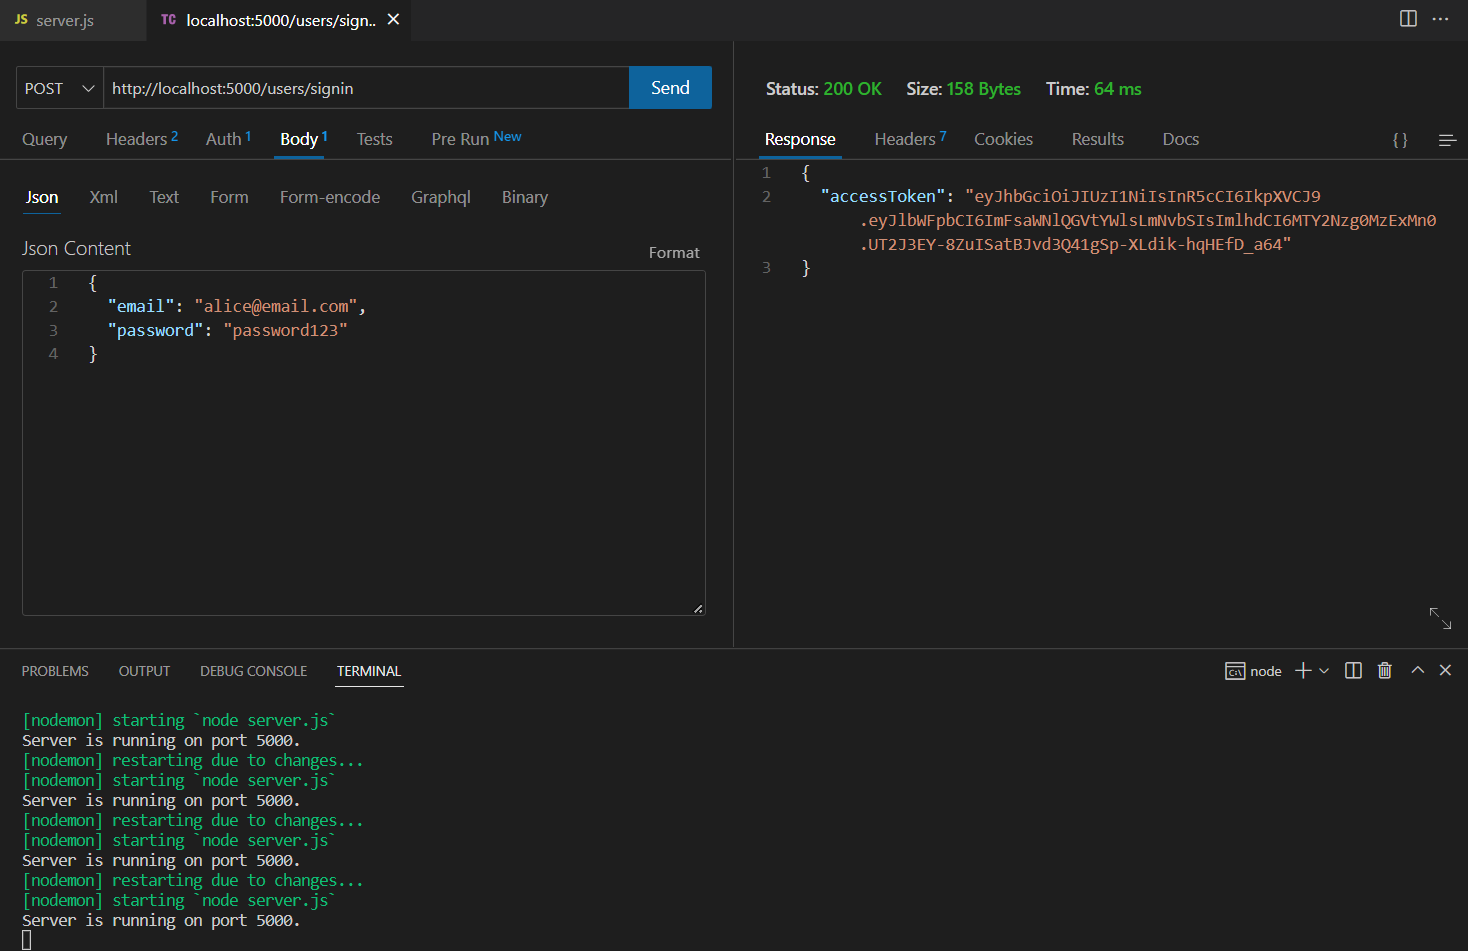 JS server.js
TC localhost:5000/users/sign..
POST http://localhost:5000/users/signin Send
Query Headers 2 Auth 1 Body 1 Tests Pre Run New
Json Xml Text Form Form-encode Graphql Binary
Json Content
Format
1 {
2 "email": "alice@email.com",
3 "password": "password123"
4 }
Status: 200 OK Size: 158 Bytes Time: 64 ms
Response Headers 7 Cookies Results Docs { }
1 {
2 "accessToken": "eyJhbGciOiJIUzI1NiIsInR5cCI6IkpXVCJ9
.eyJlbWFpbCI6ImFsaWNlQGVtYWlsLmNvbSIsImlhdCI6MTY2Nzg0MzExMn0
.UT2J3EY-8ZuISatBJvd3Q41gSp-XLdik-hqHEfD_a64"
3 }
PROBLEMS OUTPUT DEBUG CONSOLE TERMINAL
node
[nodemon] starting `node server.js`
Server is running on port 5000.
[nodemon] restarting due to changes...
[nodemon] starting `node server.js`
Server is running on port 5000.
[nodemon] restarting due to changes...
[nodemon] starting `node server.js`
Server is running on port 5000.
[nodemon] restarting due to changes...
[nodemon] starting `node server.js`
Server is running on port 5000.